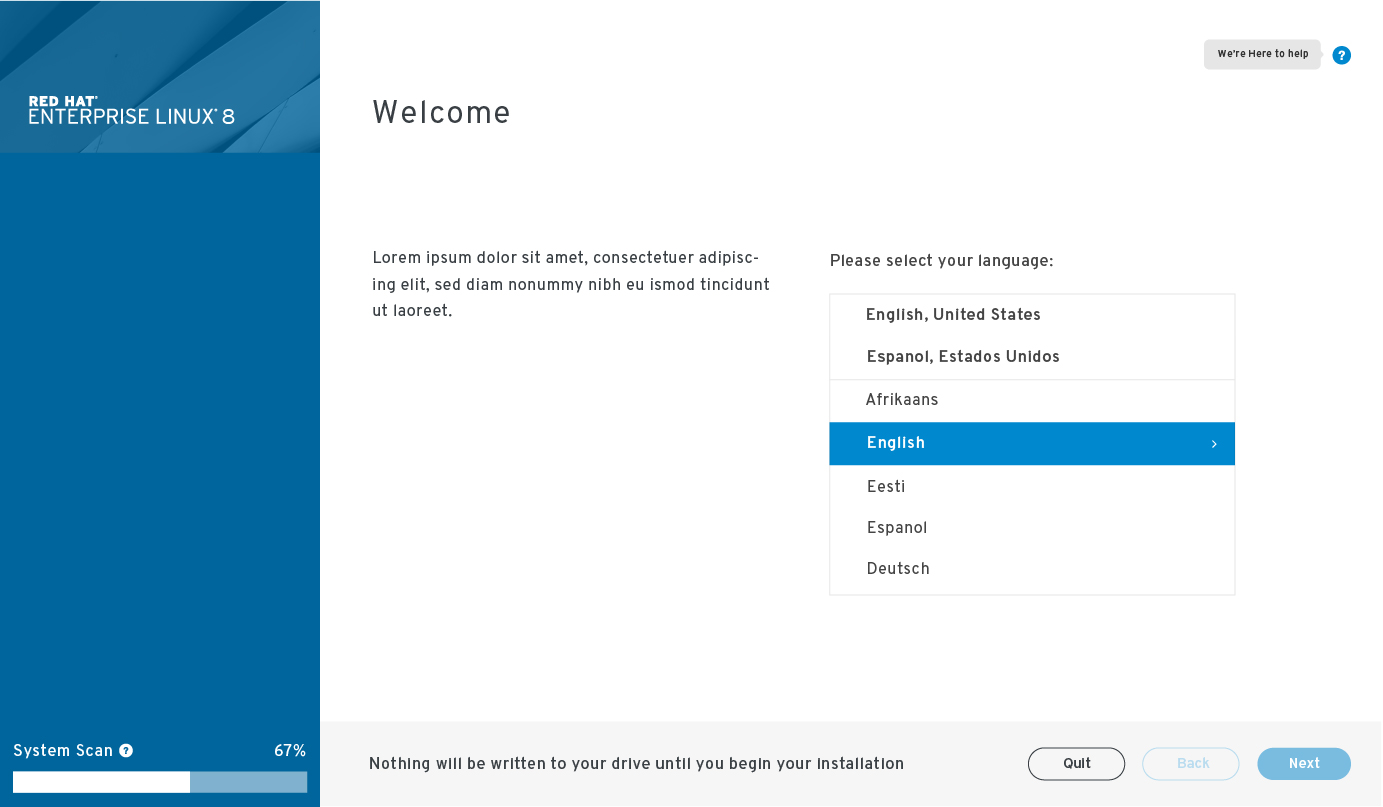 RED HAT®
ENTERPRISE LINUX® 8
We're Here to help
?
Welcome
Lorem ipsum dolor sit amet, consectetuer adipisc-
ing elit, sed diam nonummy nibh eu ismod tincidunt
ut laoreet.
Please select your language:
English, United States
Espanol, Estados Unidos
Afrikaans
English
Eesti
Espanol
Deutsch
System Scan ? 67%
Nothing will be written to your drive until you begin your installation
Quit
Back
Next